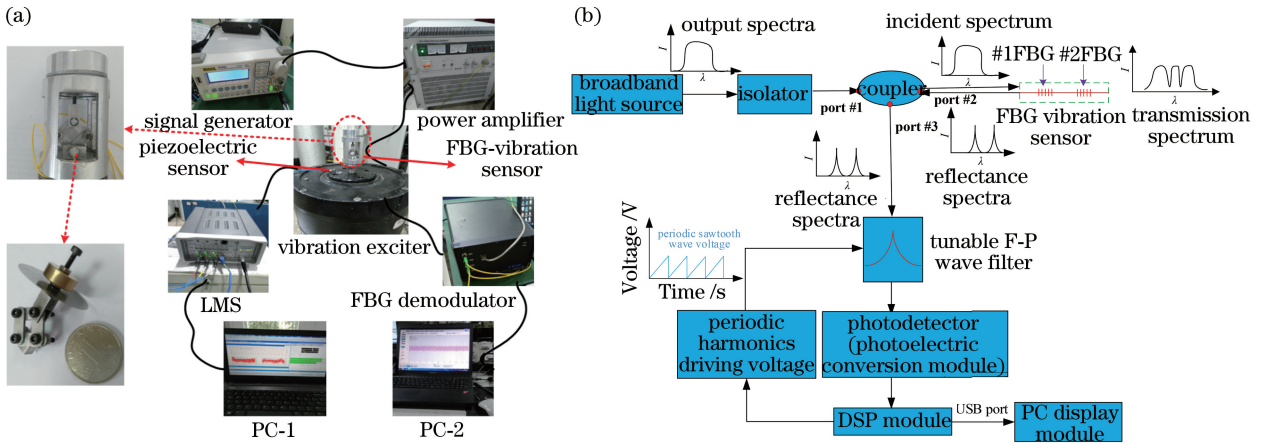 (a)
signal generator
power amplifier
piezoelectric
sensor
FBG-vibration
sensor
vibration exciter
LMS
FBG demodulator
PC-1
PC-2
(b)
output spectra
I
λ
incident spectrum
I
λ
#1FBG #2FBG
I
λ
broadband
light source
isolator
port #1
coupler
port #2
port #3
FBG vibration
sensor
transmission
spectrum
I
λ
reflectance
spectra
I
λ
reflectance
spectra
Voltage /V
periodic sawtooth
wave voltage
Time /s
tunable F-P
wave filter
periodic
harmonics
driving voltage
photodetector
(photoelectric
conversion module)
DSP module
USB port
PC display
module